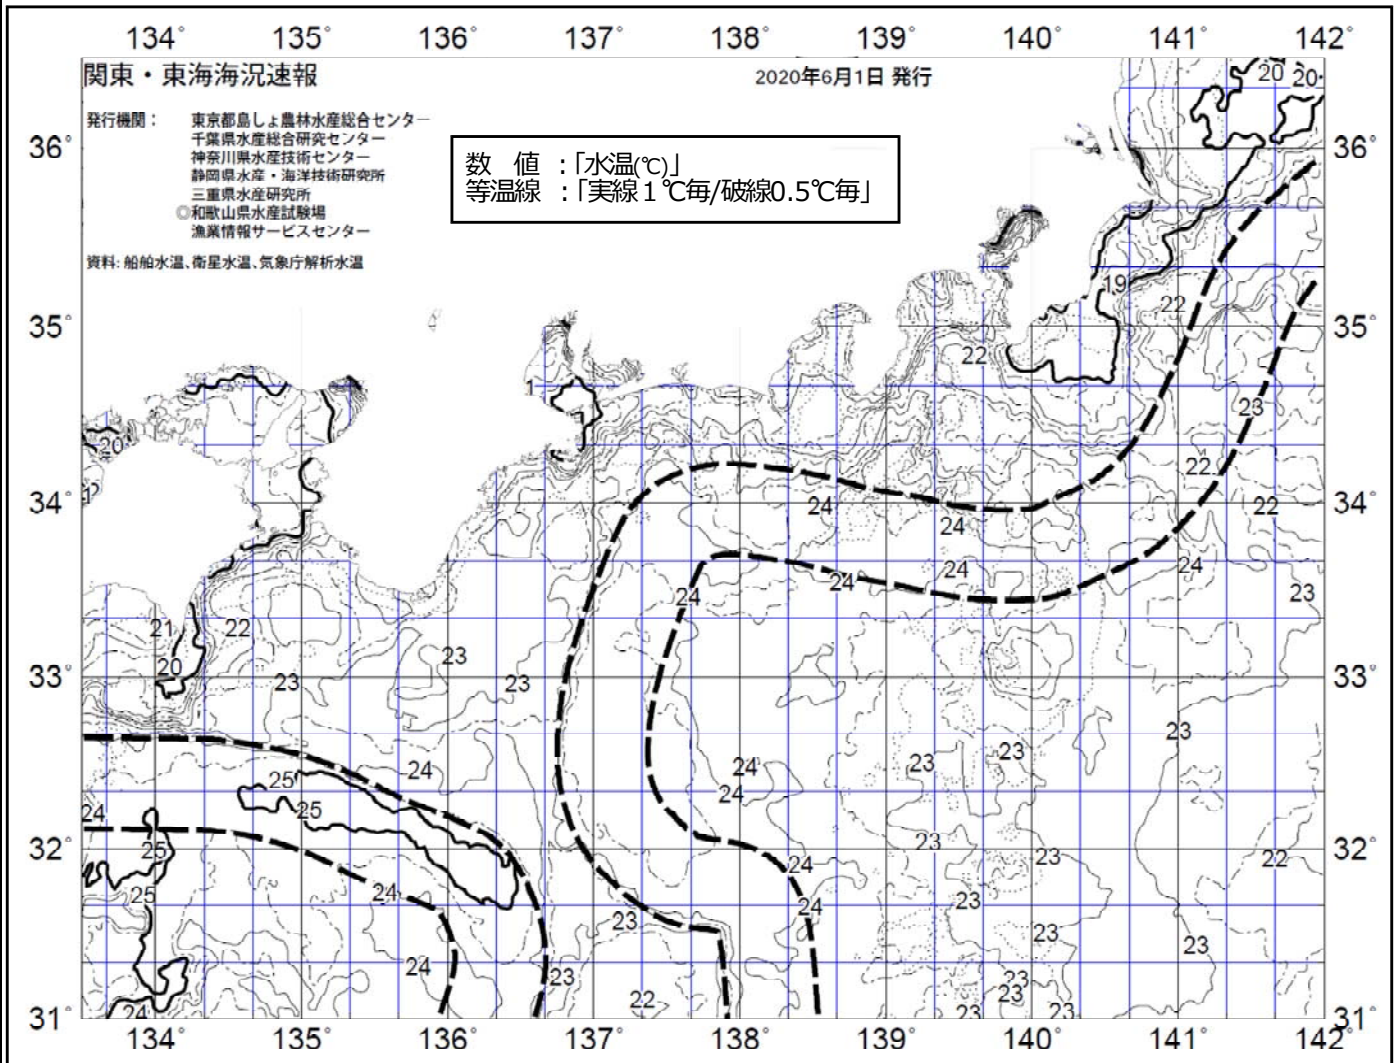 134° 135° 136° 137° 138° 139° 140° 141° 142°
関東・東海海況速報
2020年6月1日 発行
発行機関： 東京都島しょ農林水産総合センター
千葉県水産総合研究センター
神奈川県水産技術センター
静岡県水産・海洋技術研究所
三重県水産研究所
◎和歌山県水産試験場
漁業情報サービスセンター
資料: 船舶水温、衛星水温、気象庁解析水温
数 値 ：「水温(℃)」
等温線 ：「実線１℃毎/破線0.5℃毎」
20 20
36° 36°
19 22
35° 35°
22
1
23
20
22
34° 24 22 34°
24
24 24
24 24 23
21 22
20 23
33° 23 23 33°
23
24 25 24 23 23
24 25 24
32° 25 23 24 23 22 32°
25 24 24 23
23 23 23
24 23 23
22 23
24 23 23
31° 31°
134° 135° 136° 137° 138° 139° 140° 141° 142°